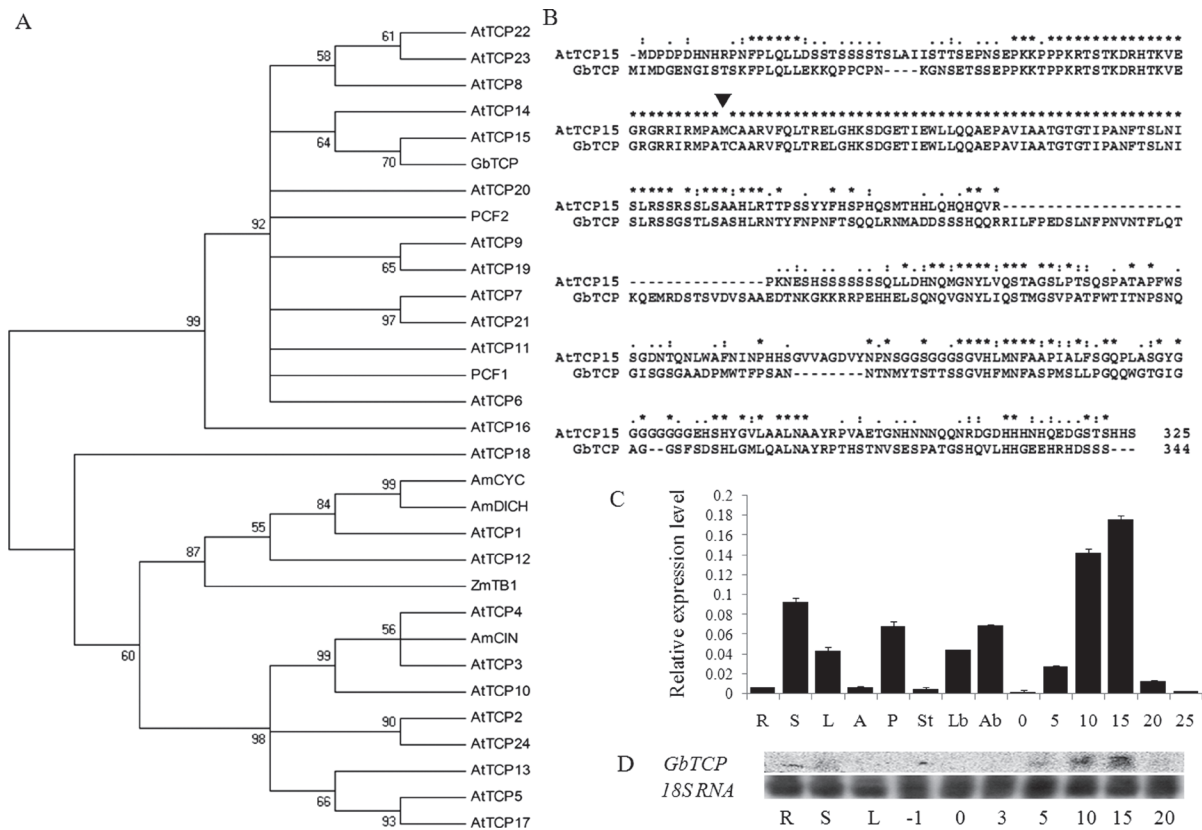 A
AtTCP22
61
AtTCP23
58
AtTCP8
AtTCP14
AtTCP15
64
70
GbTCP
AtTCP20
92
PCF2
AtTCP9
65
AtTCP19
AtTCP7
97
AtTCP21
99
AtTCP11
PCF1
AtTCP6
AtTCP16
AtTCP18
AmCYC
99
AmDICH
84
AtTCP1
55
AtTCP12
87
ZmTB1
AtTCP4
56
AmCIN
60
99
AtTCP3
AtTCP10
AtTCP2
90
AtTCP24
98
AtTCP13
66
AtTCP5
93
AtTCP17
B
AtTCP15 -MDPDPDHNHRPNFPLQLLDSSTSSSSTSLAIISTTSEPNSEPKKPPPKRTSTKDRHTKVE
GbTCP MIMDGENGISTSKFPLQLLEKKQPPCPN----KGNSETSSEPPKKTPPKRTSTKDRHTKVE
AtTCP15 GRGRRIRMPAMCAARVFQLTRELGHKSDGETIEWLLQQAEPAVIAATGTGTIPANFTSLNI
GbTCP GRGRRIRMPATCAARVFQLTRELGHKSDGETIEWLLQQAEPAVIAATGTGTIPANFTSLNI
AtTCP15 SLRSSRSSLSAAHLRTTPSSYYFHSPHQSMTHHLQHQHQVR--------------------
GbTCP SLRSSGSTLSASHLRNTYFNPNFTSQQLRNMADDSSSHQQRRILFPEDSLNFPNVNTFLQT
AtTCP15 ---------------PKNESHSSSSSSSQLLDHNQMGNYLVQSTAGSLPTSQSPATAPFWS
GbTCP KQEMRDSTSVDVSAAEDTNKGKKRRPEHHELSQNQVGNYLIQSTMGSVPATFWTITNPSNQ
AtTCP15 SGDNTQNLWAFNINPHHSGVVAGDVYNPNSGGSGGGSGVHLMNFAAPIALFSGQPLASGYG
GbTCP GISGSGAADPMWTFPSAN--------NTNMYTSTTSSGVHFMNFASPMSLLPGQQWGTGIG
AtTCP15 GGGGGGGEHSHYGVLAALNAAYRPVAETGNHNNNQQNRDGDHHHNHQEDGSTSHHS 325
GbTCP AG--GSFSDSHLGMLQALNAYRPTHSTNVSESPATGSHQVLHHGEEHRHDSSS--- 344
C
Relative expression level
0.2
0.18
0.16
0.14
0.12
0.1
0.08
0.06
0.04
0.02
0
R S L A P St Lb Ab 0 5 10 15 20 25
D
GbTCP
18S RNA
R S L -1 0 3 5 10 15 20